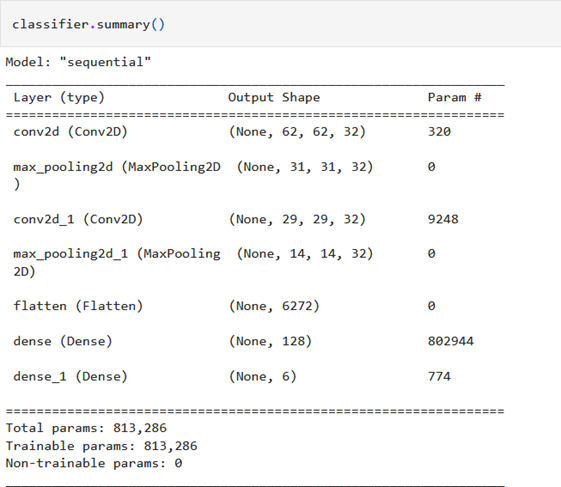 classifier.summary()
Model: "sequential"
Layer (type) Output Shape Param #
=================================================================
conv2d (Conv2D) (None, 62, 62, 32) 320
max_pooling2d (MaxPooling2D (None, 31, 31, 32) 0
)
conv2d_1 (Conv2D) (None, 29, 29, 32) 9248
max_pooling2d_1 (MaxPooling (None, 14, 14, 32) 0
2D)
flatten (Flatten) (None, 6272) 0
dense (Dense) (None, 128) 802944
dense_1 (Dense) (None, 6) 774
=================================================================
Total params: 813,286
Trainable params: 813,286
Non-trainable params: 0